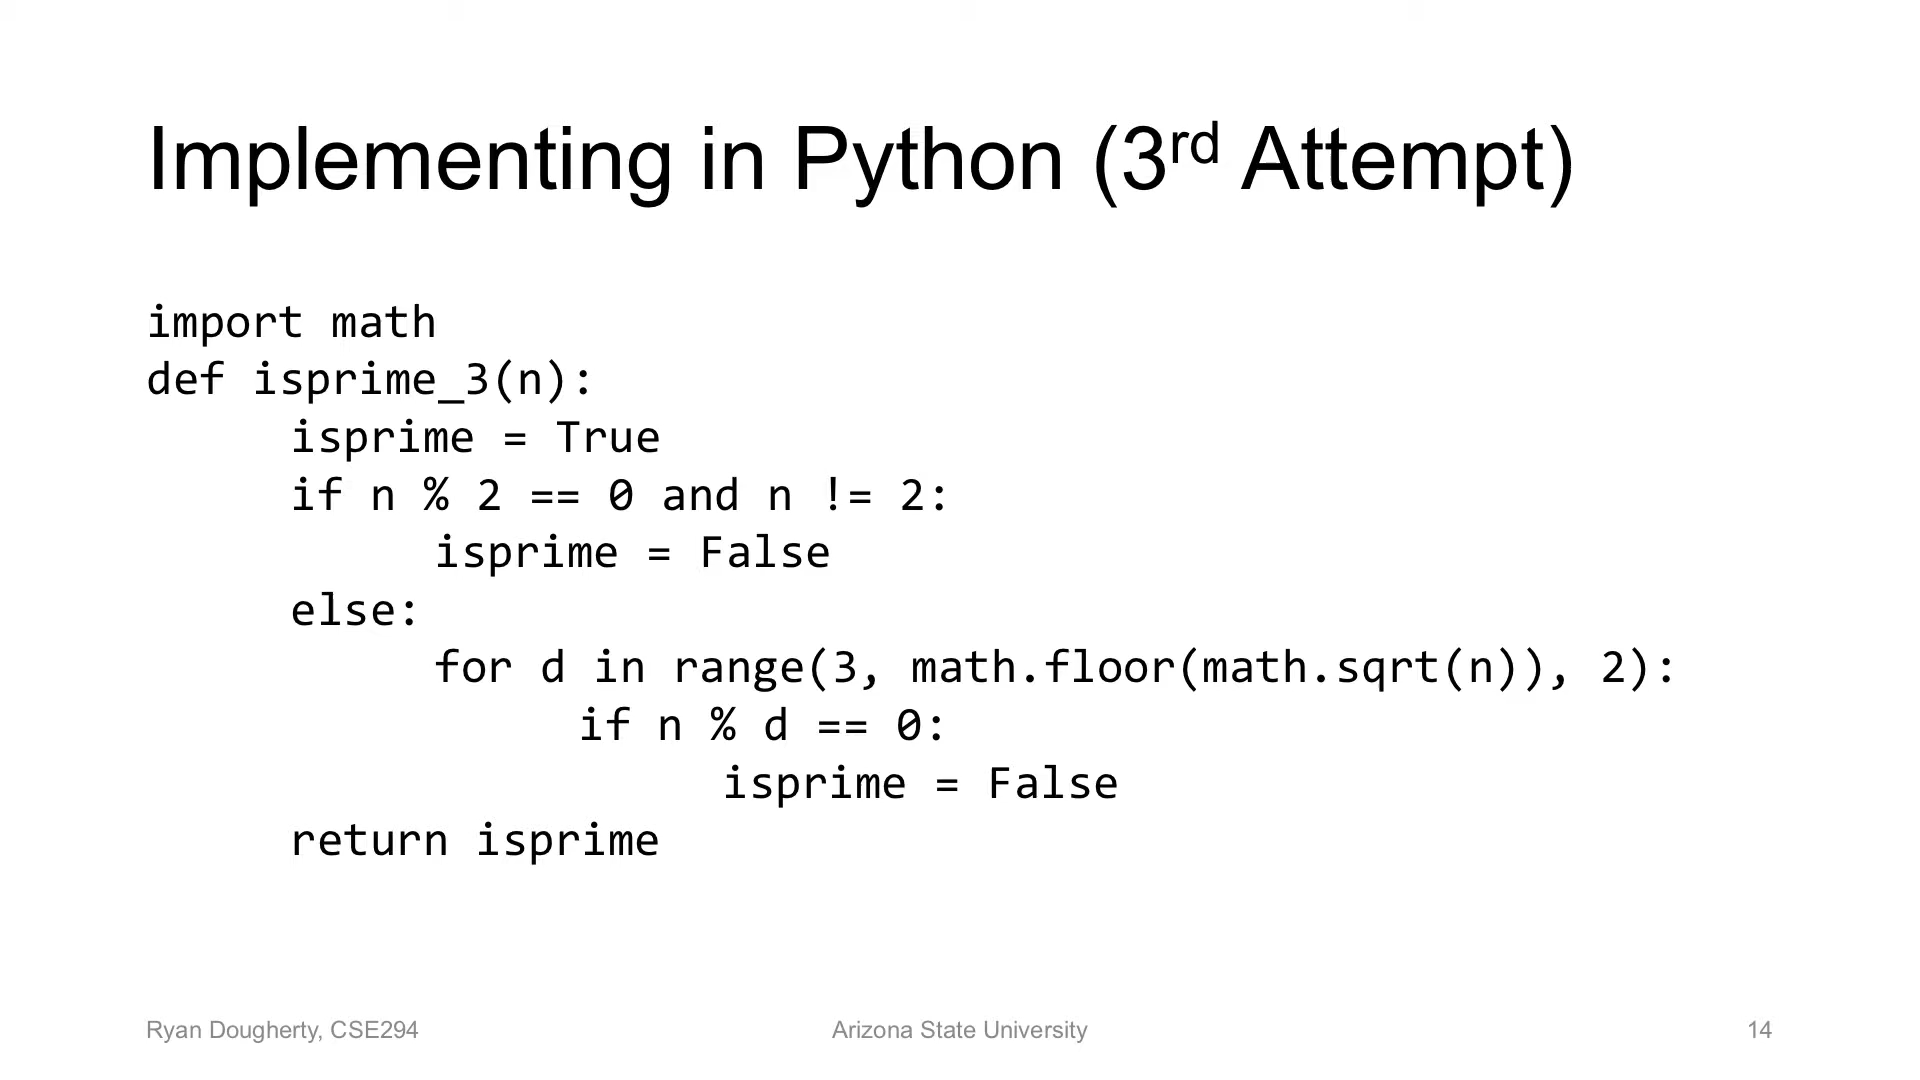 Implementing in Python (3rd Attempt)
import math
def isprime_3(n):
isprime = True
if n % 2 == 0 and n != 2:
isprime = False
else:
for d in range(3, math.floor(math.sqrt(n)), 2):
if n % d == 0:
isprime = False
return isprime
Ryan Dougherty, CSE294
Arizona State University
14